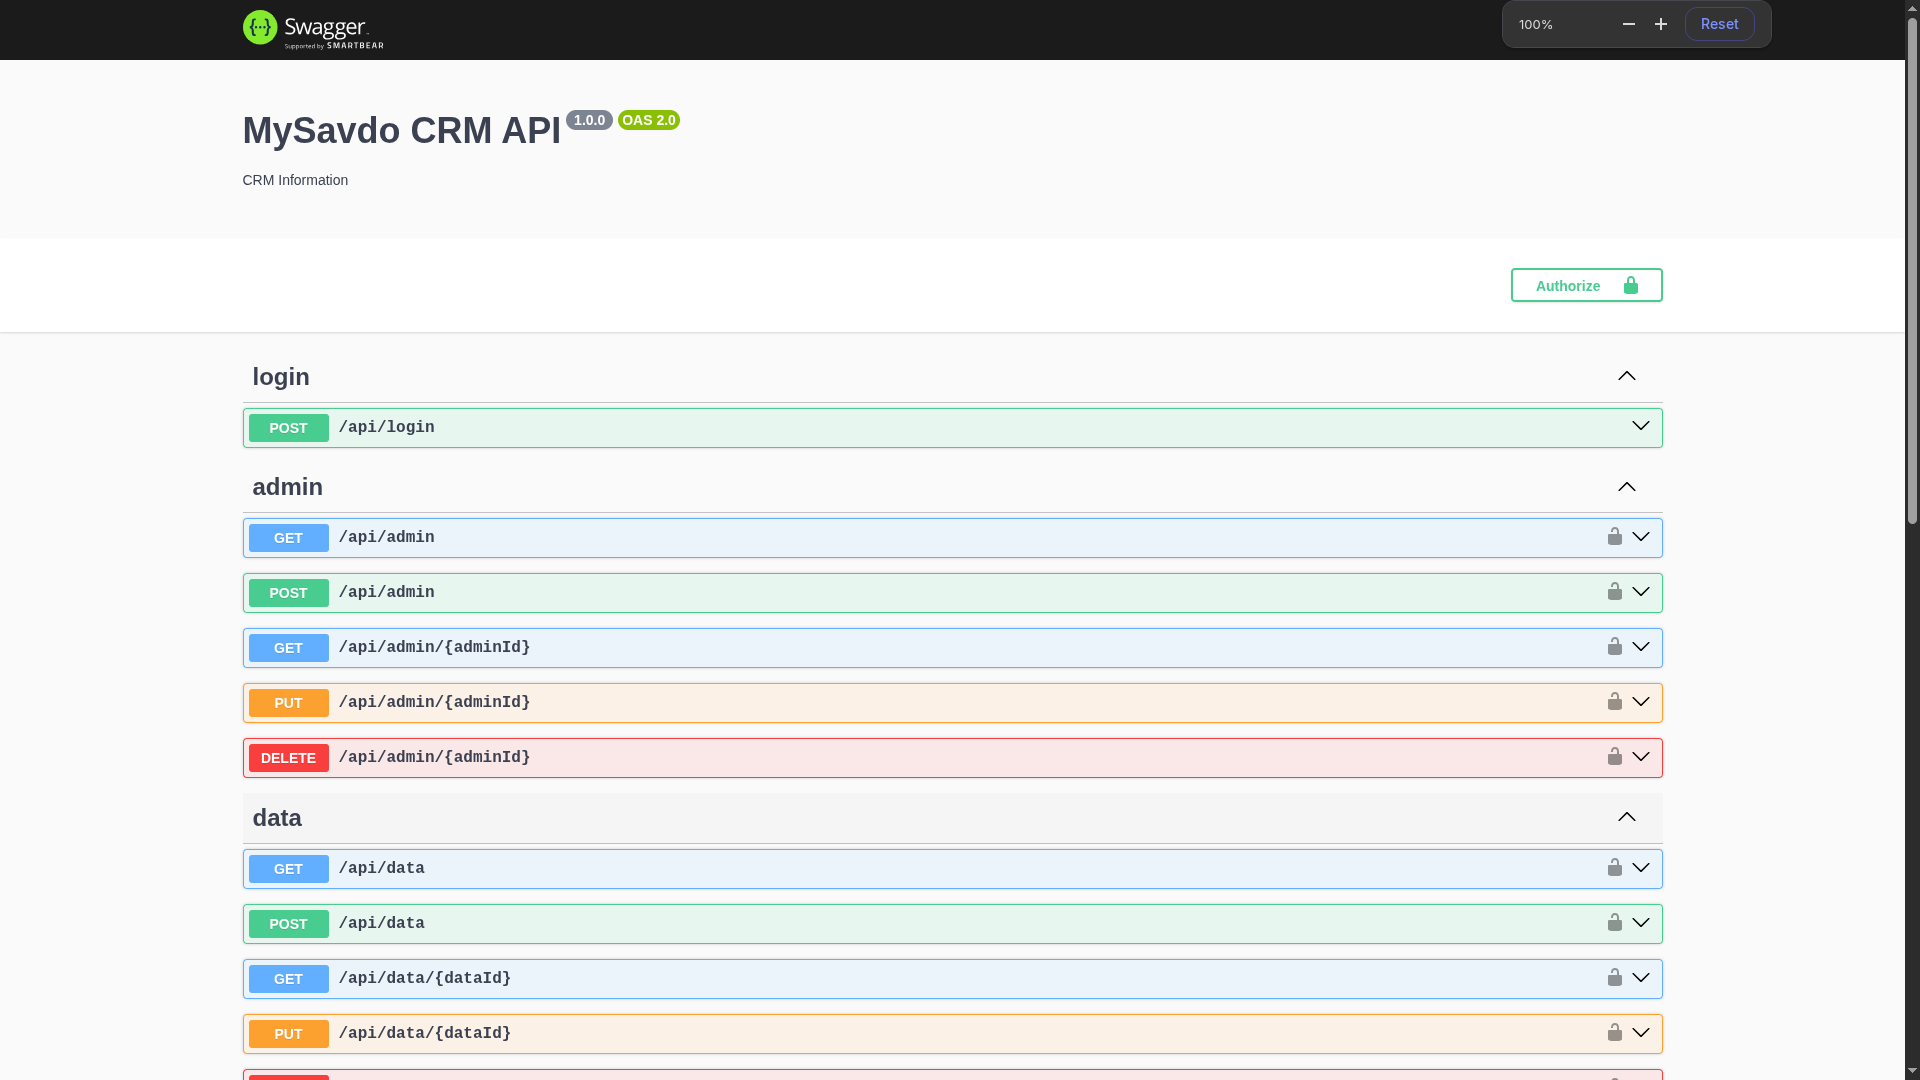 Swagger
Supported by SMARTBEAR
100%
Reset
MySavdo CRM API 1.0.0 OAS 2.0
CRM Information
Authorize
login
POST /api/login
admin
GET /api/admin
POST /api/admin
GET /api/admin/{adminId}
PUT /api/admin/{adminId}
DELETE /api/admin/{adminId}
data
GET /api/data
POST /api/data
GET /api/data/{dataId}
PUT /api/data/{dataId}